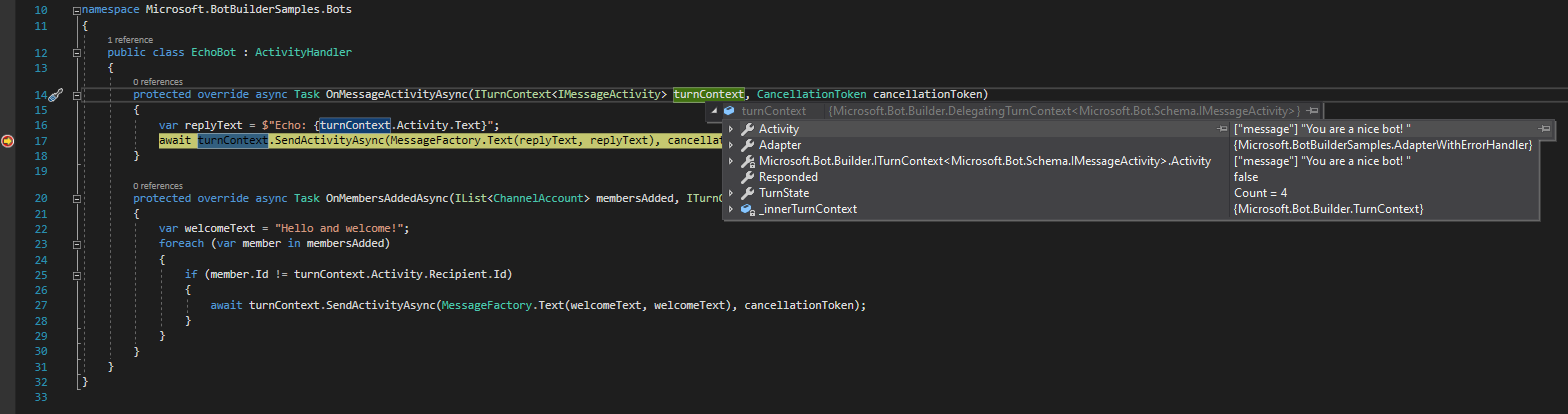 10 namespace Microsoft.BotBuilderSamples.Bots
11 {
1 reference
12 public class EchoBot : ActivityHandler
13 {
0 references
14 protected override async Task OnMessageActivityAsync(ITurnContext<IMessageActivity> turnContext, CancellationToken cancellationToken)
turnContext {Microsoft.Bot.Builder.DelegatingTurnContext<Microsoft.Bot.Schema.IMessageActivity>}
15 {
16 var replyText = $"Echo: {turnContext.Activity.Text}";
17 await turnContext.SendActivityAsync(MessageFactory.Text(replyText, replyText), cancellat
18 }
19
Activity ["message"] "You are a nice bot! "
Adapter {Microsoft.BotBuilderSamples.AdapterWithErrorHandler}
Microsoft.Bot.Builder.ITurnContext<Microsoft.Bot.Schema.IMessageActivity>.Activity ["message"] "You are a nice bot! "
Responded false
TurnState Count = 4
_innerTurnContext {Microsoft.Bot.Builder.TurnContext}
0 references
20 protected override async Task OnMembersAddedAsync(IList<ChannelAccount> membersAdded, ITurnC
21 {
22 var welcomeText = "Hello and welcome!";
23 foreach (var member in membersAdded)
24 {
25 if (member.Id != turnContext.Activity.Recipient.Id)
26 {
27 await turnContext.SendActivityAsync(MessageFactory.Text(welcomeText, welcomeText), cancellationToken);
28 }
29 }
30 }
31 }
32 }
33